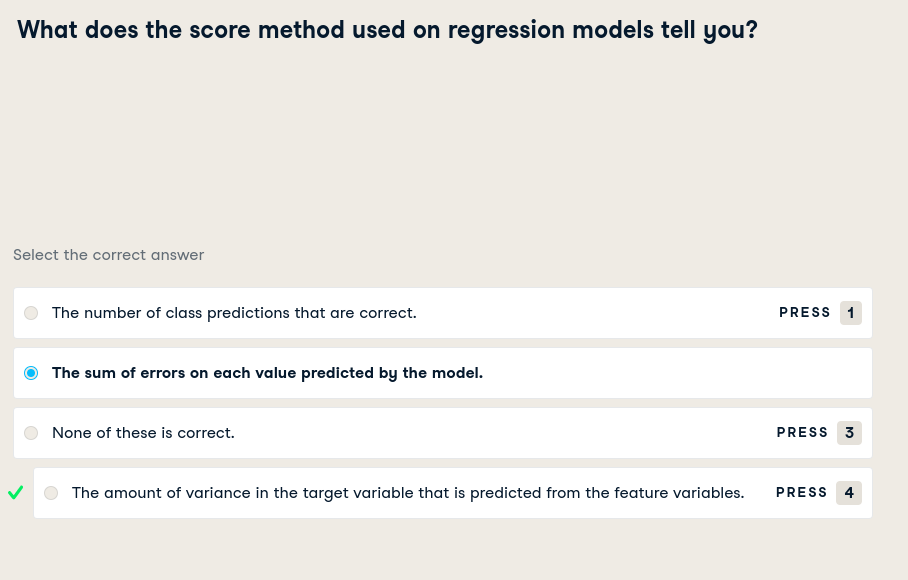 What does the score method used on regression models tell you?
Select the correct answer
The number of class predictions that are correct. PRESS 1
The sum of errors on each value predicted by the model.
None of these is correct. PRESS 3
The amount of variance in the target variable that is predicted from the feature variables. PRESS 4